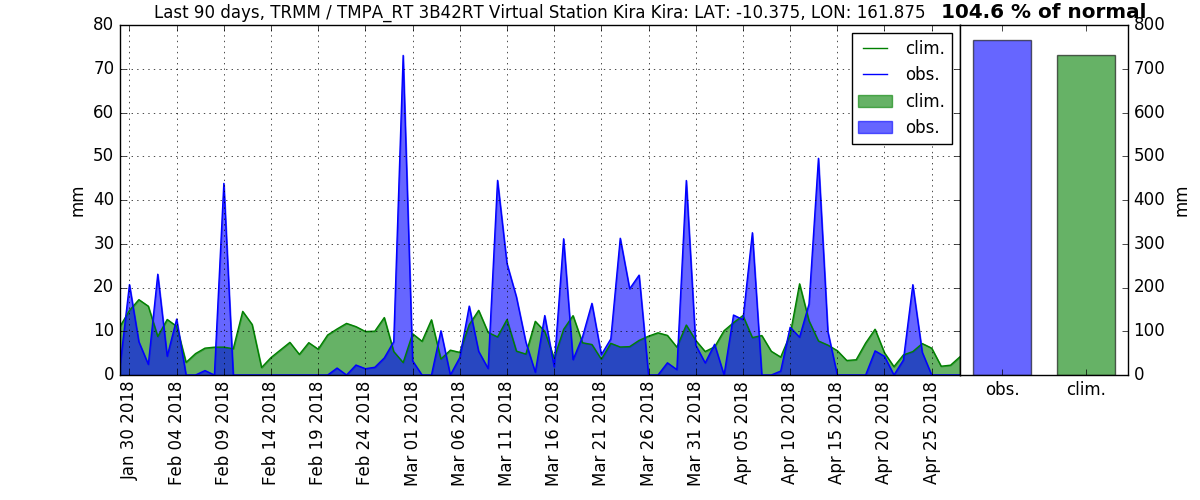 Last 90 days, TRMM / TMPA_RT 3B42RT Virtual Station Kira Kira: LAT: -10.375, LON: 161.875
104.6 % of normal
80
70
60
50
40
30
20
10
0
mm
clim.
obs.
clim.
obs.
800
700
600
500
400
300
200
100
0
mm
obs.
clim.
Jan 30 2018
Feb 04 2018
Feb 09 2018
Feb 14 2018
Feb 19 2018
Feb 24 2018
Mar 01 2018
Mar 06 2018
Mar 11 2018
Mar 16 2018
Mar 21 2018
Mar 26 2018
Mar 31 2018
Apr 05 2018
Apr 10 2018
Apr 15 2018
Apr 20 2018
Apr 25 2018